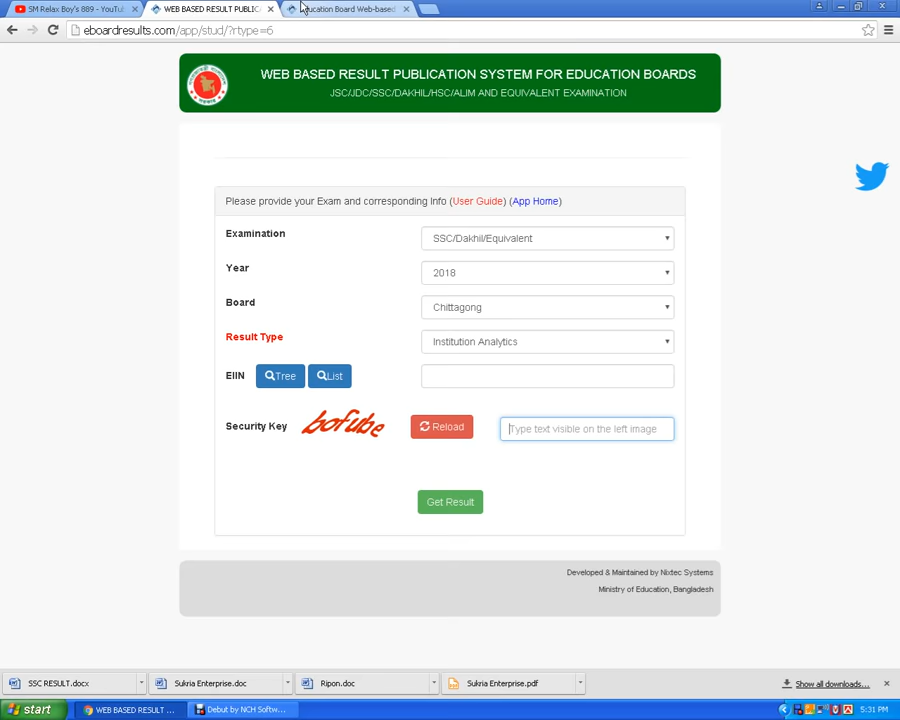 SM Relax Boy's 889 - YouTu
WEB BASED RESULT PUBLIC
Education Board Web-based
eboardresults.com/app/stud/?rtype=6
WEB BASED RESULT PUBLICATION SYSTEM FOR EDUCATION BOARDS
JSC/JDC/SSC/DAKHIL/HSC/ALIM AND EQUIVALENT EXAMINATION
Please provide your Exam and corresponding Info (User Guide) (App Home)
Examination
SSC/Dakhil/Equivalent
Year
2018
Board
Chittagong
Result Type
Institution Analytics
EIIN
Tree
List
Security Key
bofube
Reload
Type text visible on the left image
Get Result
Developed & Maintained by Nixtec Systems
Ministry of Education, Bangladesh
SSC RESULT.docx
Sukria Enterprise.doc
Ripon.doc
Sukria Enterprise.pdf
Show all downloads...
start
WEB BASED RESULT ...
Debut by NCH Softw...
5:31 PM